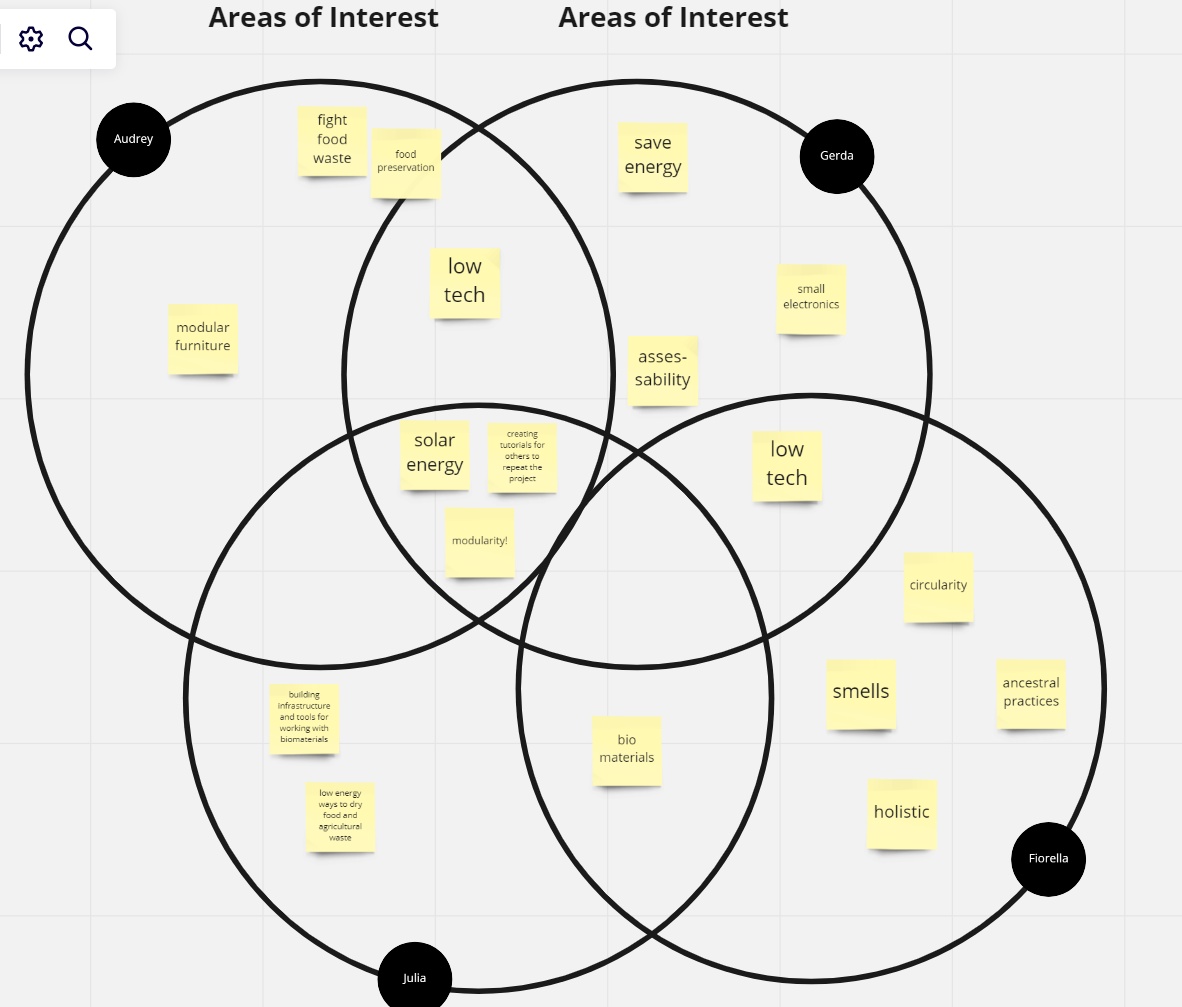 Areas of Interest
Areas of Interest
Audrey
fight
food
waste
food
preservation
save
energy
Gerda
low
tech
small
electronics
modular
furniture
asses-
sability
solar
energy
creating
tutorials for
others to
repeat the
project
low
tech
modularity!
circularity
building
infrastructure
and tools for
working with
biomaterials
smells
ancestral
practices
bio
materials
low energy
ways to dry
food and
agricultural
waste
holistic
Fiorella
Julia